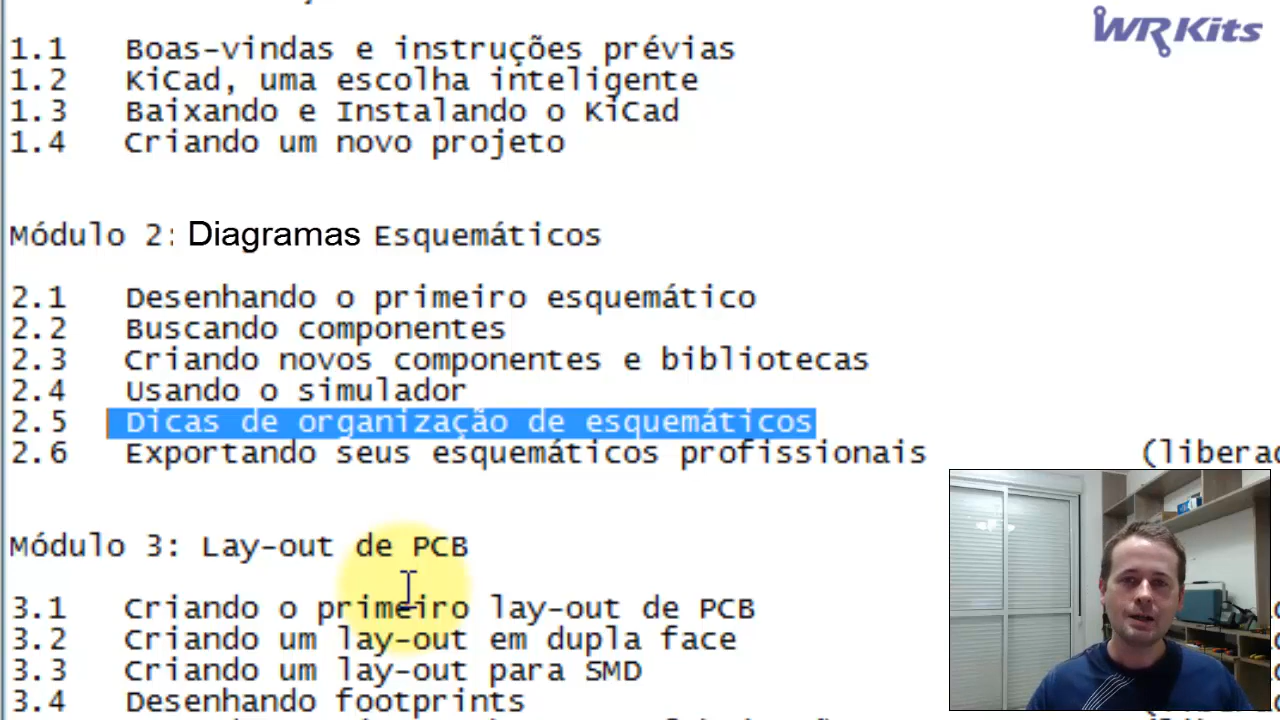 WR Kits
1.1 Boas-vindas e instruções prévias
1.2 KiCad, uma escolha inteligente
1.3 Baixando e Instalando o KiCad
1.4 Criando um novo projeto
Módulo 2: Diagramas Esquemáticos
2.1 Desenhando o primeiro esquemático
2.2 Buscando componentes
2.3 Criando novos componentes e bibliotecas
2.4 Usando o simulador
2.5 Dicas de organização de esquemáticos
2.6 Exportando seus esquemáticos profissionais
Módulo 3: Lay-out de PCB
3.1 Criando o primeiro lay-out de PCB
3.2 Criando um lay-out em dupla face
3.3 Criando um lay-out para SMD
3.4 Desenhando footprints